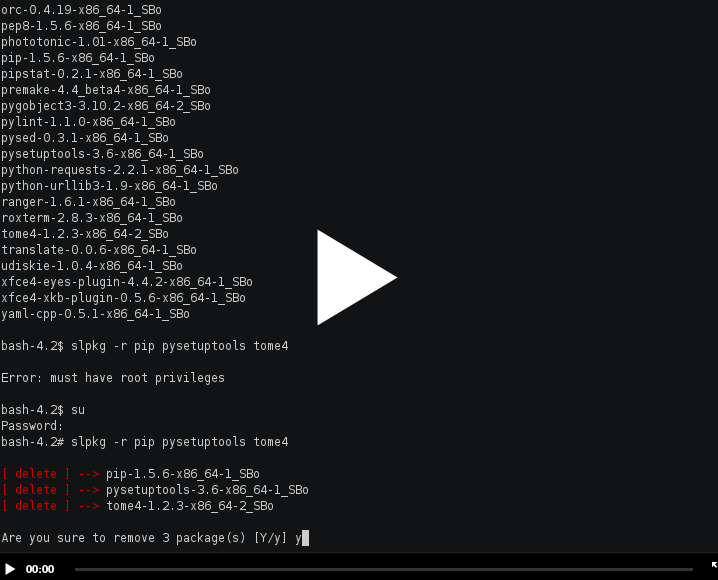 orc-0.4.19-x86_64-1_SBo
pep8-1.5.6-x86_64-1_SBo
phototonic-1.01-x86_64-1_SBo
pip-1.5.6-x86_64-1_SBo
pipstat-0.2.1-x86_64-1_SBo
premake-4.4_beta4-x86_64-1_SBo
pygobject3-3.10.2-x86_64-2_SBo
pylint-1.1.0-x86_64-1_SBo
pysed-0.3.1-x86_64-1_SBo
pysetuptools-3.6-x86_64-1_SBo
python-requests-2.2.1-x86_64-1_SBo
python-urllib3-1.9-x86_64-1_SBo
ranger-1.6.1-x86_64-1_SBo
roxterm-2.8.3-x86_64-1_SBo
tome4-1.2.3-x86_64-2_SBo
translate-0.0.6-x86_64-1_SBo
udiskie-1.0.4-x86_64-1_SBo
xfce4-eyes-plugin-4.4.2-x86_64-1_SBo
xfce4-xkb-plugin-0.5.6-x86_64-1_SBo
yaml-cpp-0.5.1-x86_64-1_SBo
bash-4.2$ slpkg -r pip pysetuptools tome4
Error: must have root privileges
bash-4.2$ su
Password:
bash-4.2# slpkg -r pip pysetuptools tome4
[ delete ] --> pip-1.5.6-x86_64-1_SBo
[ delete ] --> pysetuptools-3.6-x86_64-1_SBo
[ delete ] --> tome4-1.2.3-x86_64-2_SBo
Are you sure to remove 3 package(s) [Y/y] y
00:00